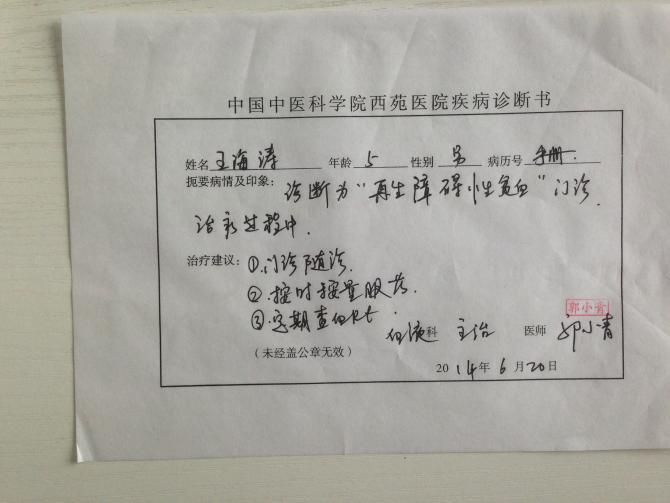 中国中医科学院西苑医院疾病诊断书
姓名 王海涛 年龄 5 性别 男 病历号 手册
扼要病情及印象: 诊断为"再生障碍性贫血"门诊
治疗过程中.
治疗建议: ①.门诊随诊.
②.按时按量服药.
③.定期查血Rt.
郭小青
血液科 主治 医师 郭小青
(未经盖公章无效)
2014年6月20日